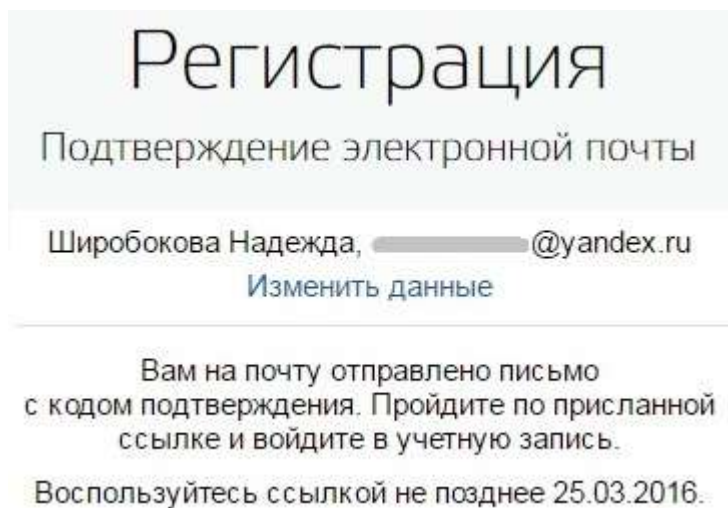 Регистрация
Подтверждение электронной почты
Широбокова Надежда, @yandex.ru
Изменить данные
Вам на почту отправлено письмо
с кодом подтверждения. Пройдите по присланной
ссылке и войдите в учетную запись.
Воспользуйтесь ссылкой не позднее 25.03.2016.